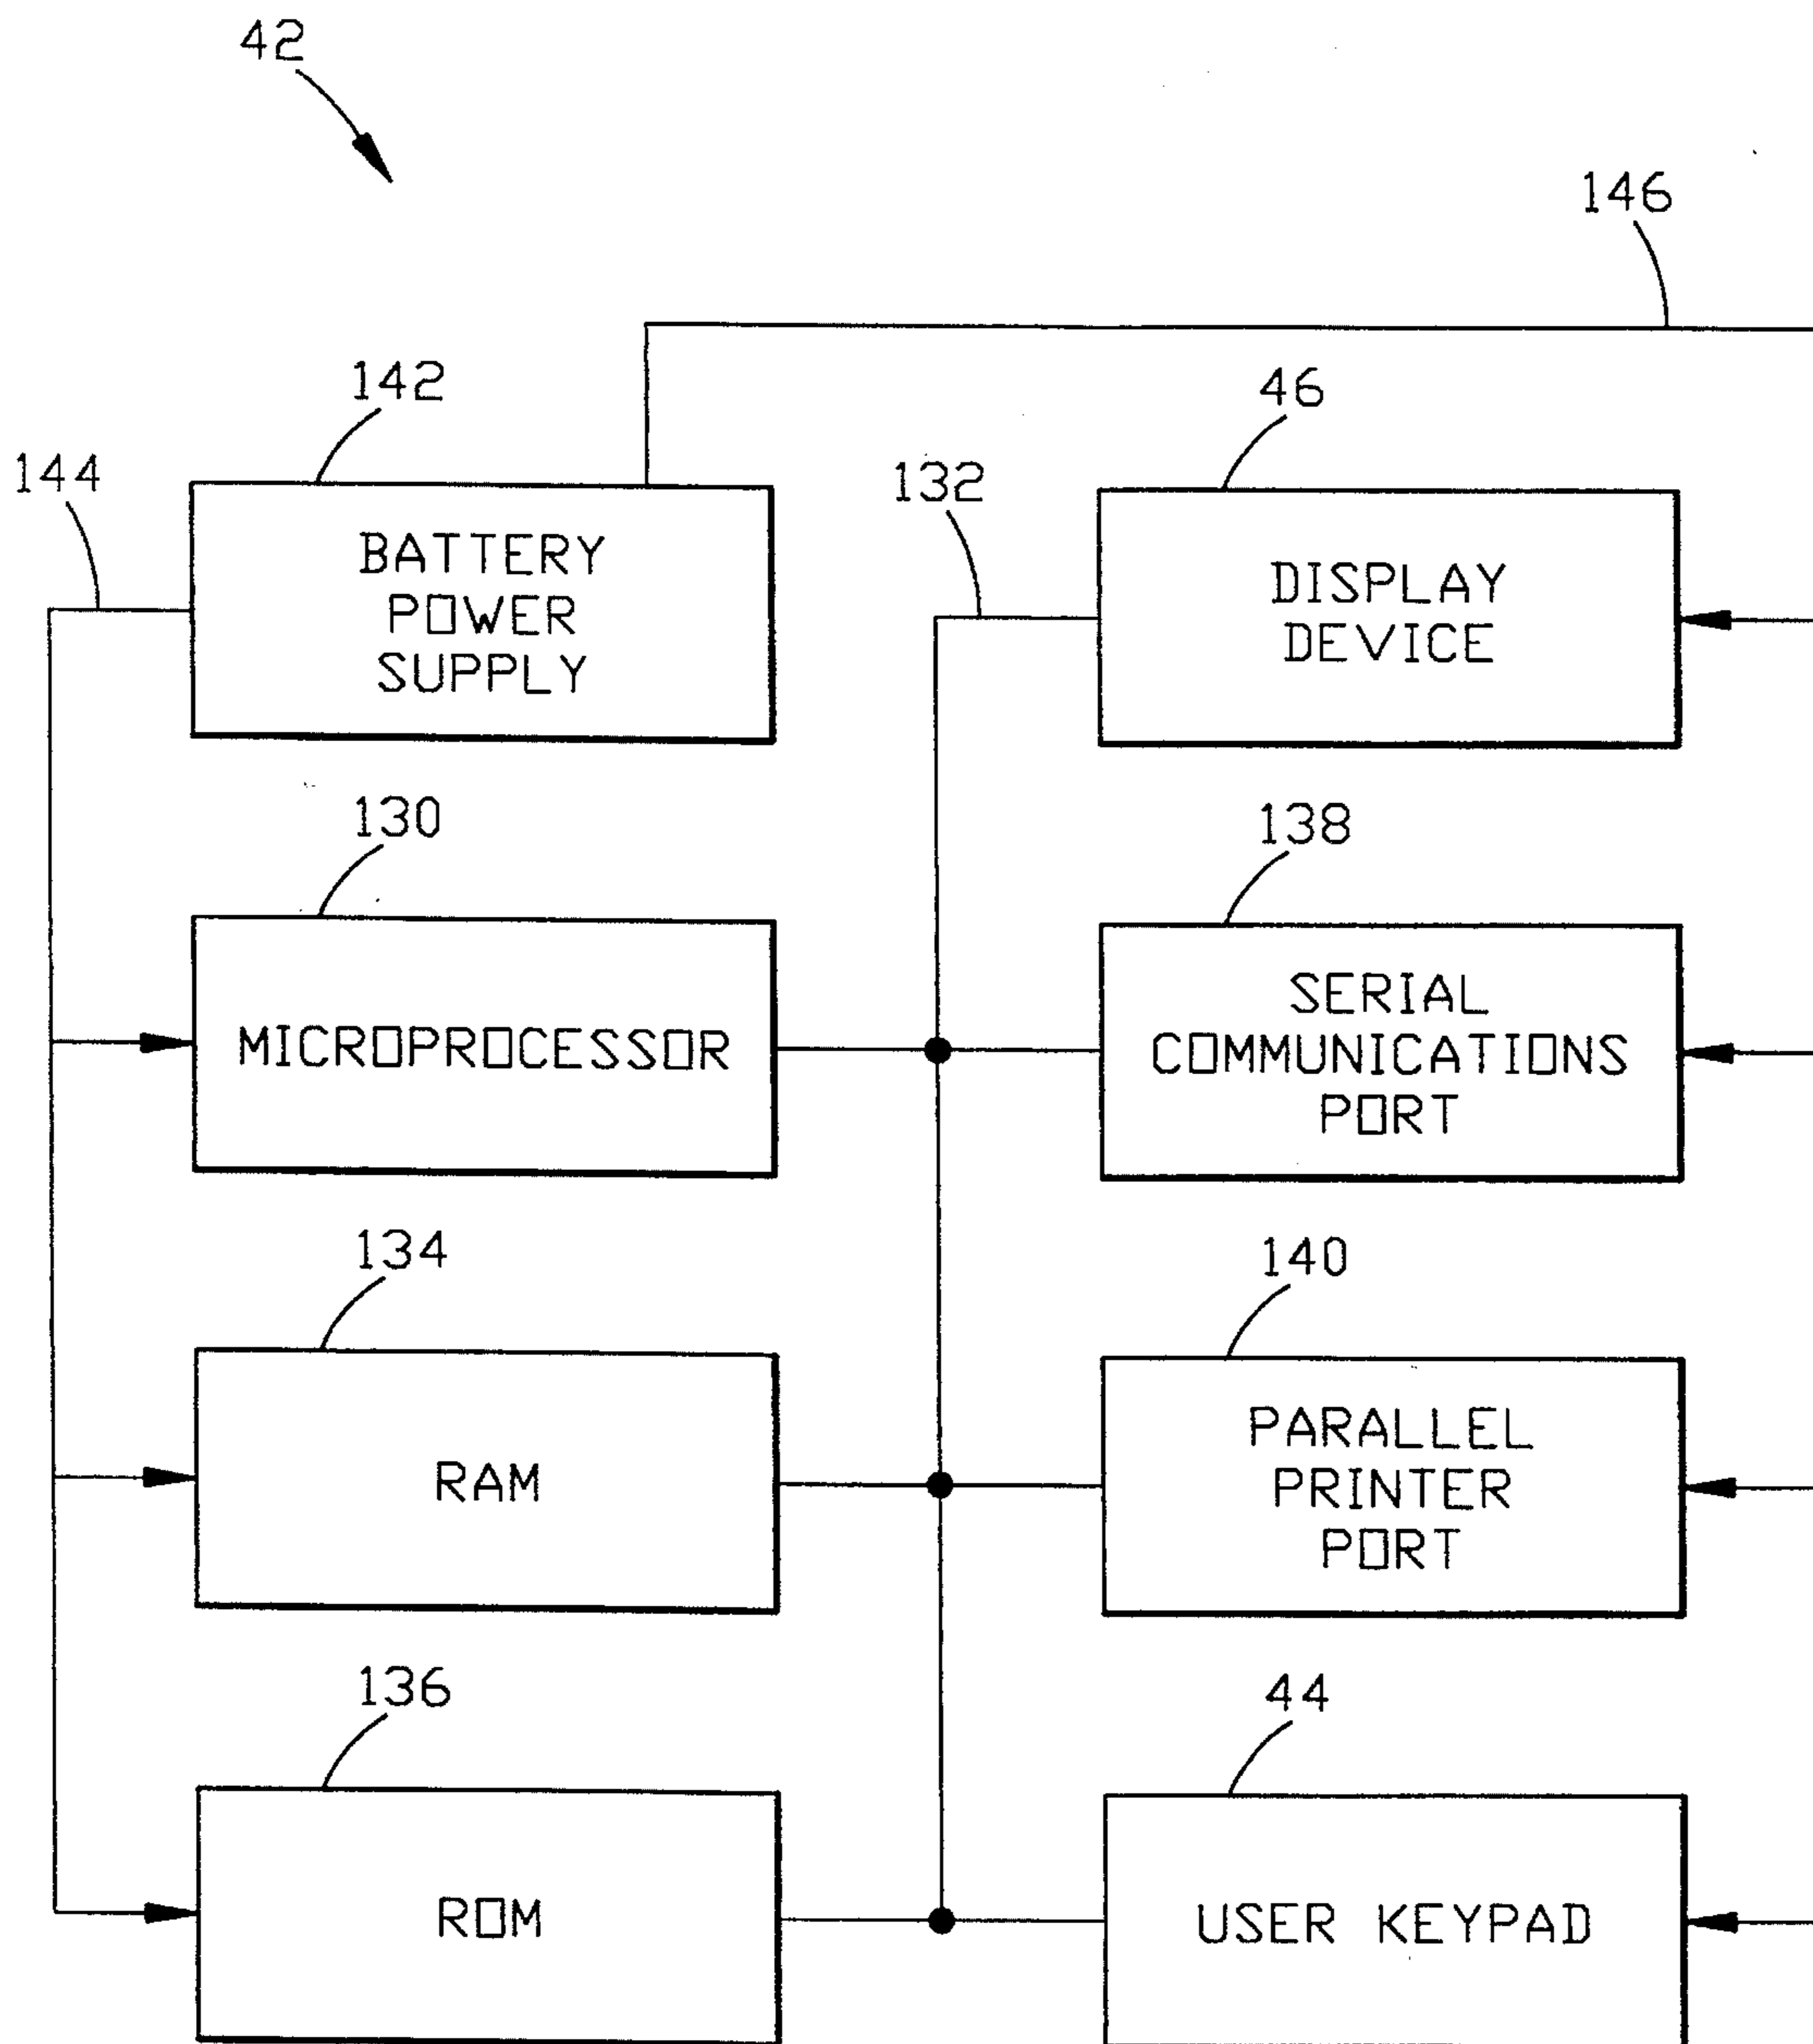 42
146
142
46
144
132
BATTERY
POWER
SUPPLY
DISPLAY
DEVICE
130
138
MICROPROCESSOR
SERIAL
COMMUNICATIONS
PORT
134
140
RAM
PARALLEL
PRINTER
PORT
136
44
ROM
USER KEYPAD